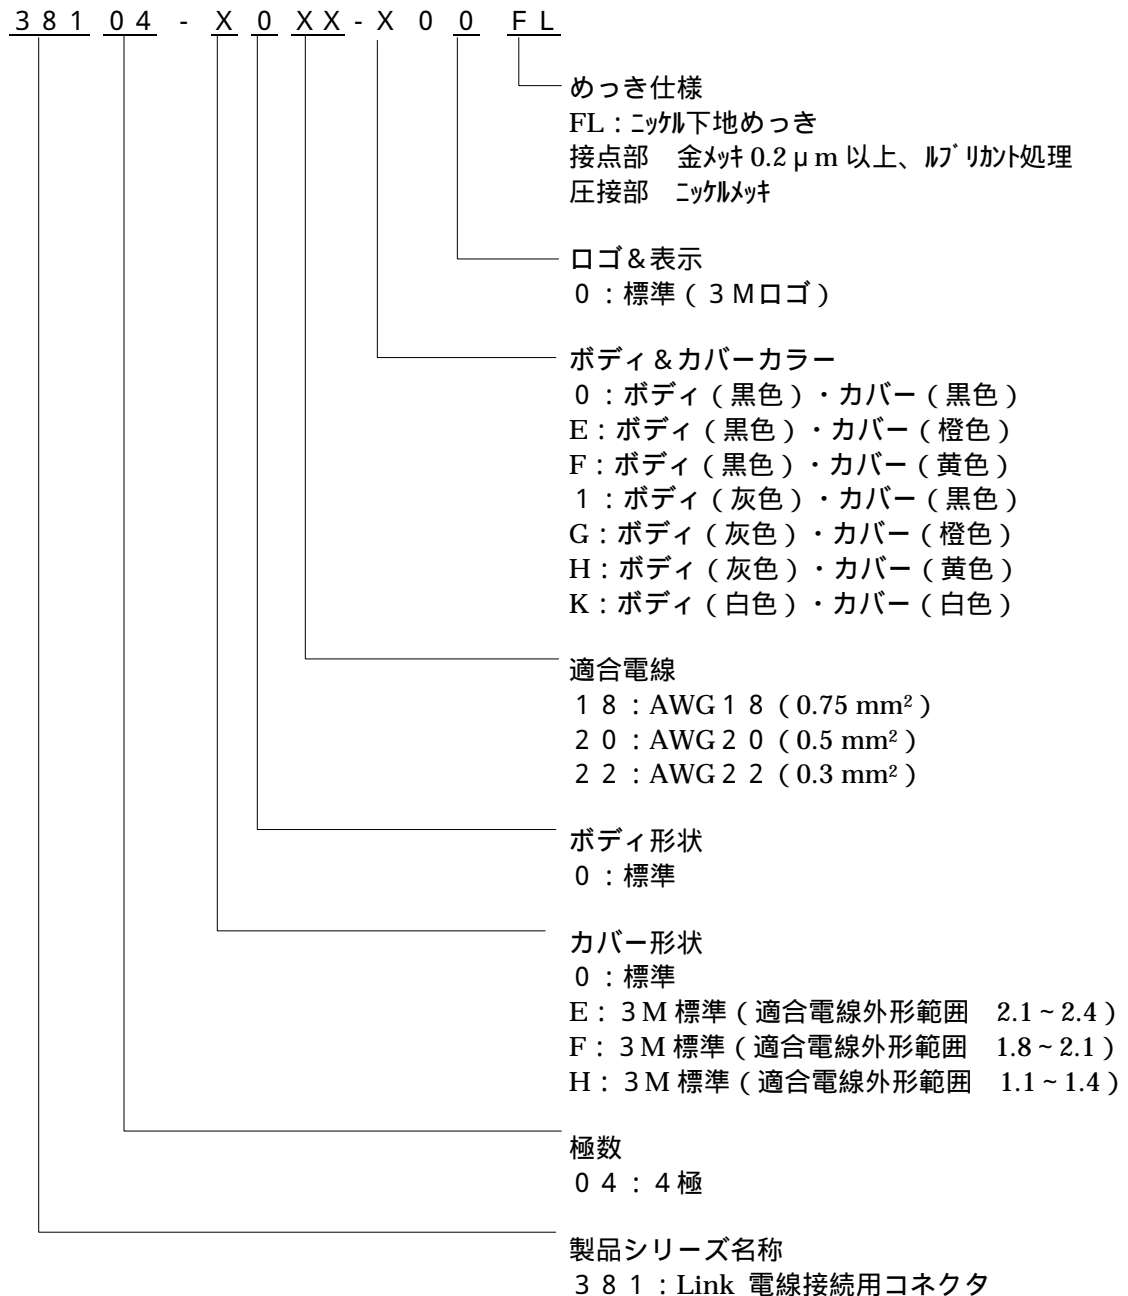 ３８１０４-Ｘ０ＸＸ-Ｘ００ＦＬ
めっき仕様
FL：ﾆｯｹﾙ下地めっき
接点部　金ﾒｯｷ 0.2μm 以上、ﾙﾌﾞﾘｶﾝﾄ処理
圧接部　ﾆｯｹﾙﾒｯｷ
ロゴ＆表示
０：標準（３Mロゴ）
ボディ＆カバーカラー
０：ボディ（黒色）・カバー（黒色）
E：ボディ（黒色）・カバー（橙色）
F：ボディ（黒色）・カバー（黄色）
１：ボディ（灰色）・カバー（黒色）
G：ボディ（灰色）・カバー（橙色）
H：ボディ（灰色）・カバー（黄色）
K：ボディ（白色）・カバー（白色）
適合電線
１８：AWG１８（0.75 mm²）
２０：AWG２０（0.5 mm²）
２２：AWG２２（0.3 mm²）
ボディ形状
０：標準
カバー形状
０：標準
E：３M 標準（適合電線外形範囲　2.1～2.4）
F：３M 標準（適合電線外形範囲　1.8～2.1）
H：３M 標準（適合電線外形範囲　1.1～1.4）
極数
０４：４極
製品シリーズ名称
３８１：Link 電線接続用コネクタ